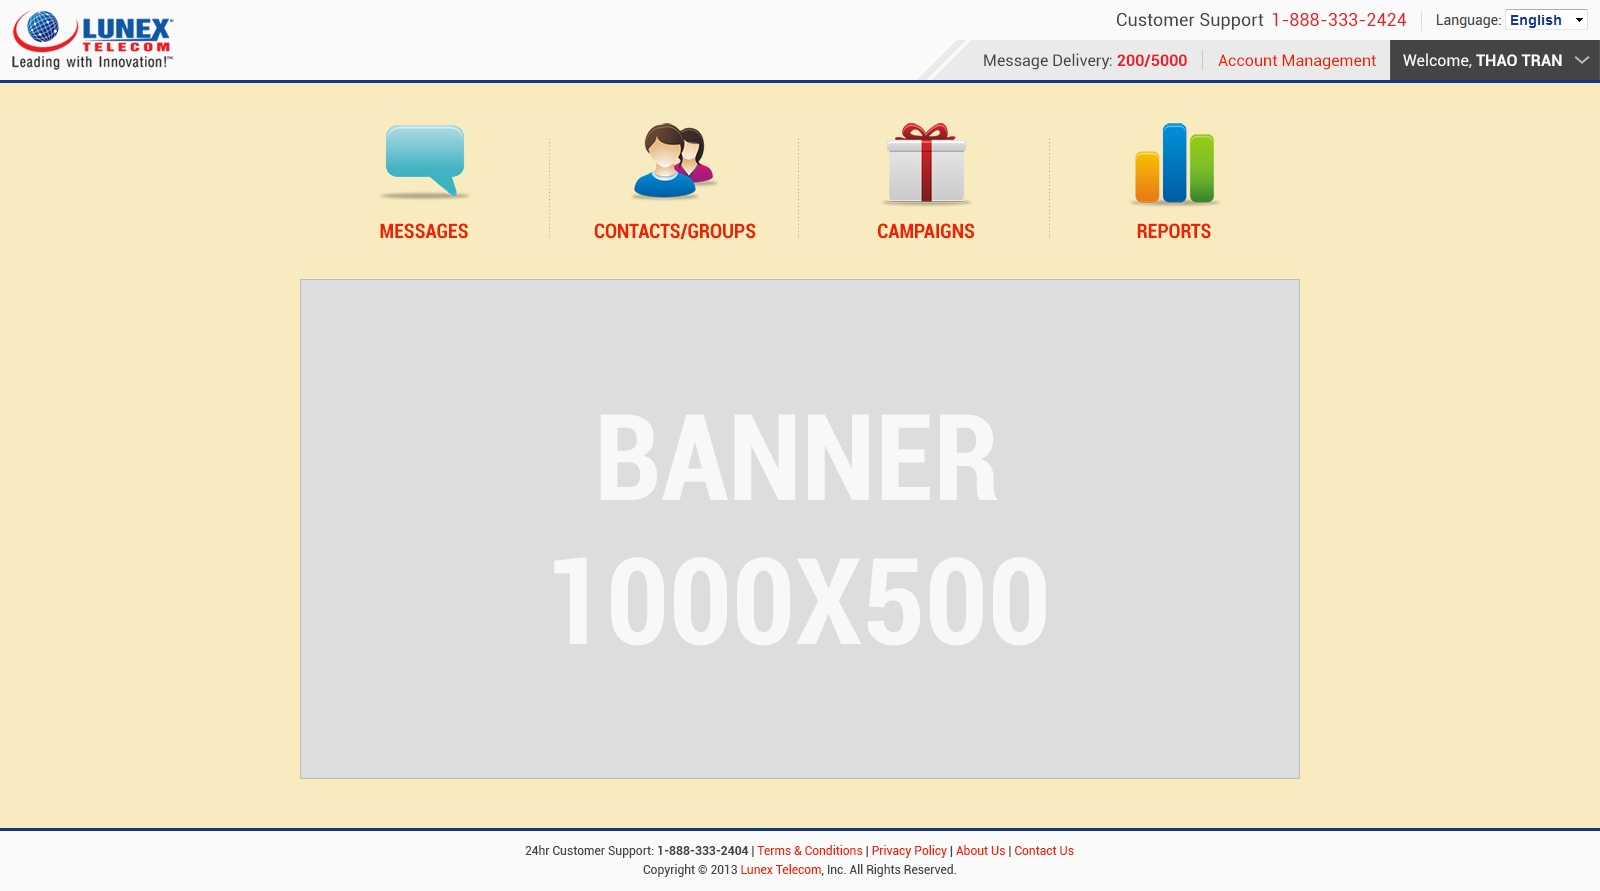 LUNEX
TELECOM
Leading with Innovation!™
Customer Support 1-888-333-2424
Language: English
Message Delivery: 200/5000
Account Management
Welcome, THAO TRAN
MESSAGES
CONTACTS/GROUPS
CAMPAIGNS
REPORTS
BANNER
1000X500
24hr Customer Support: 1-888-333-2404 | Terms & Conditions | Privacy Policy | About Us | Contact Us
Copyright © 2013 Lunex Telecom, Inc. All Rights Reserved.